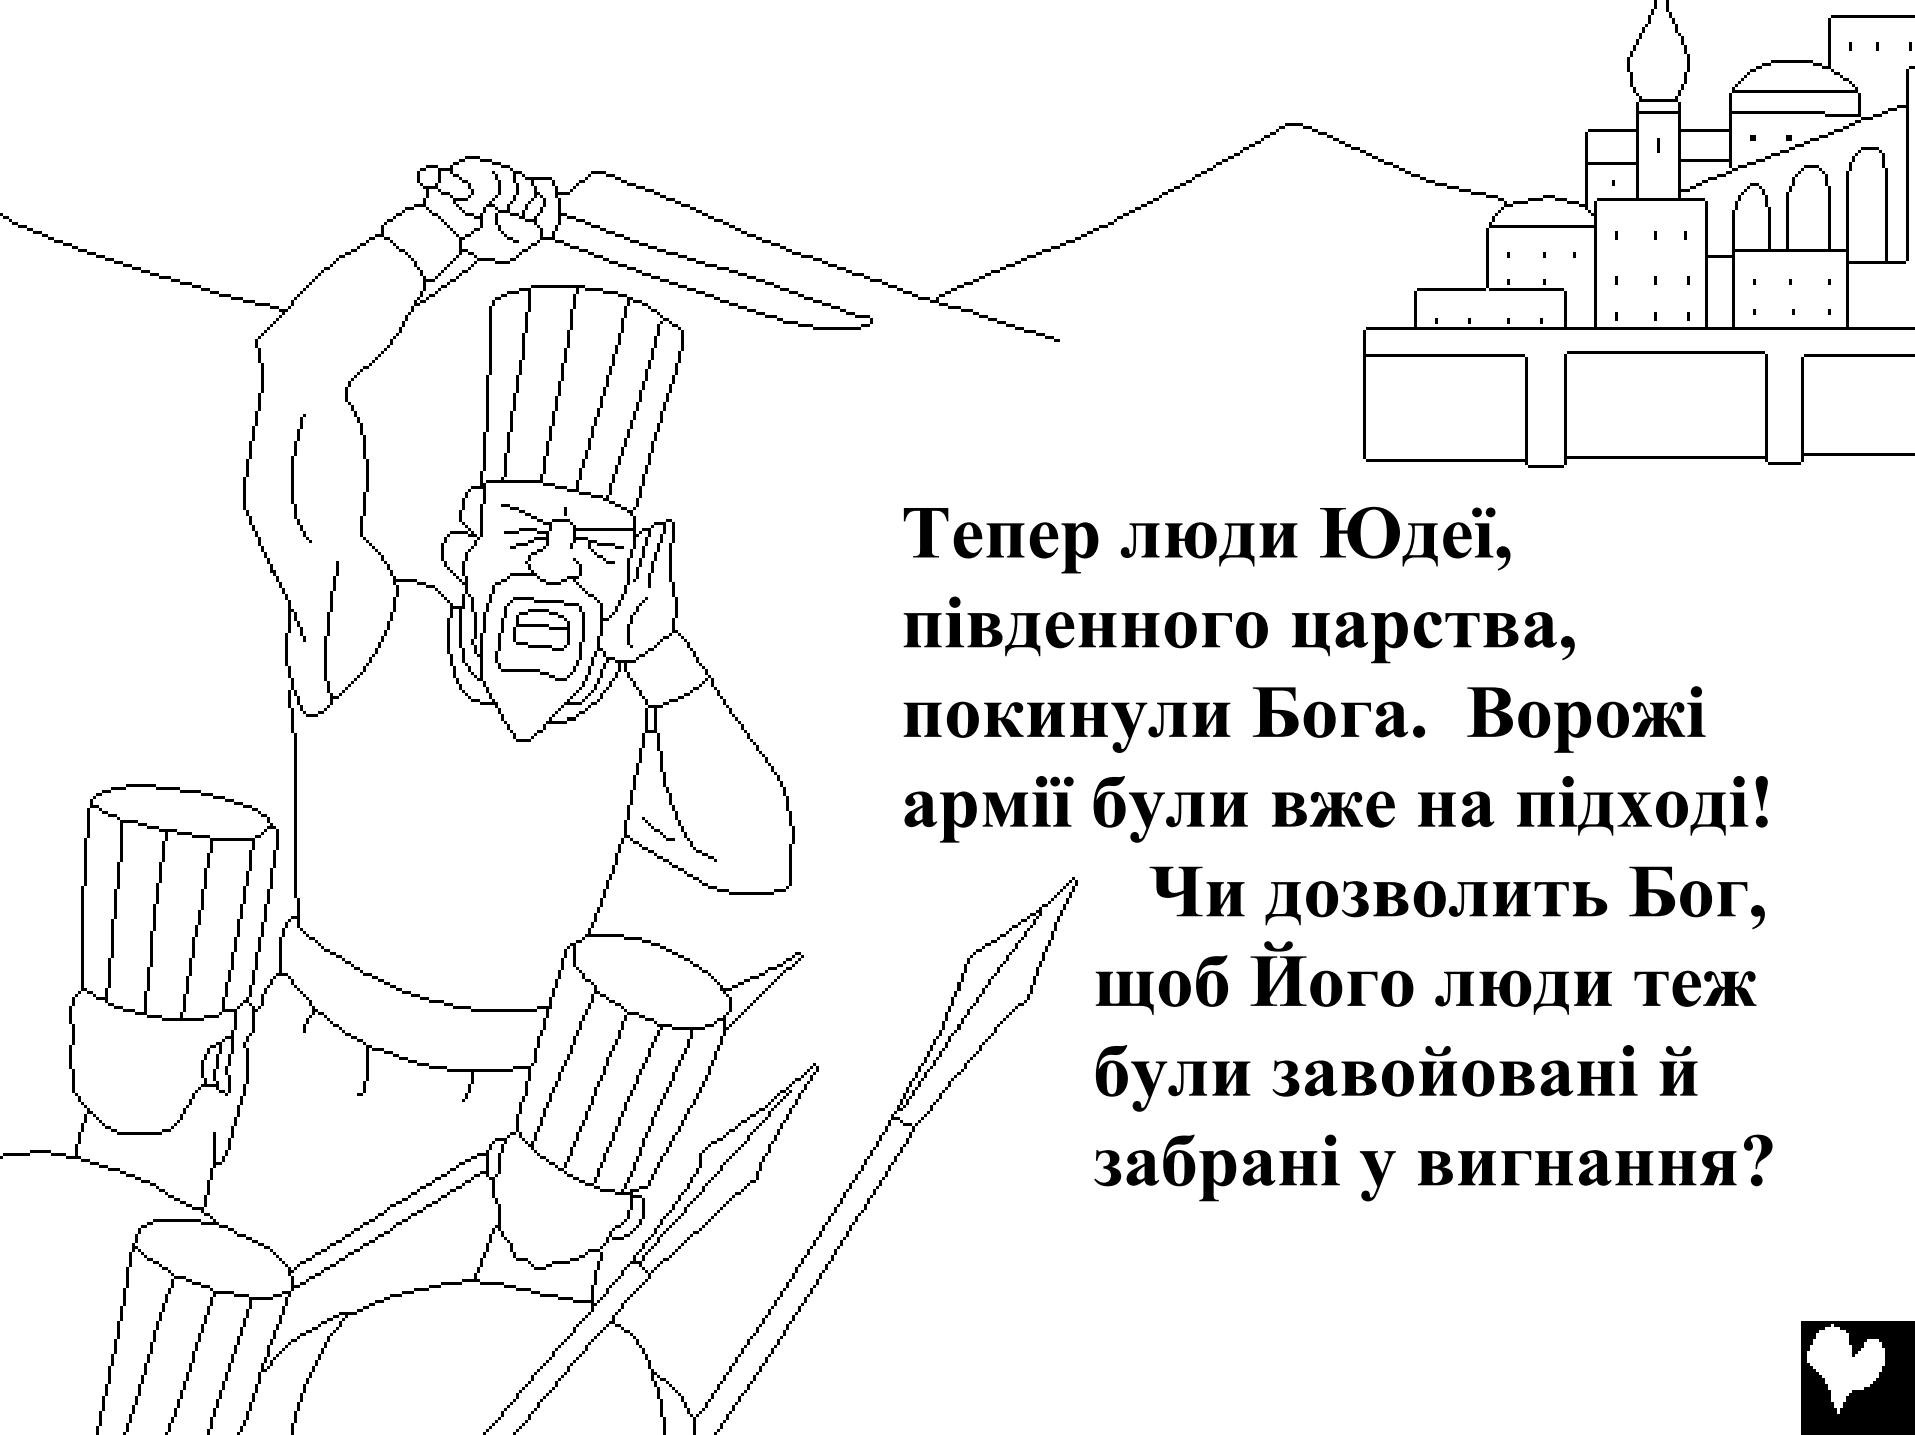 Тепер люди Юдеї,
південного царства,
покинули Бога. Ворожі
армії були вже на підході!
Чи дозволить Бог,
щоб Його люди теж
були завойовані й
забрані у вигнання?